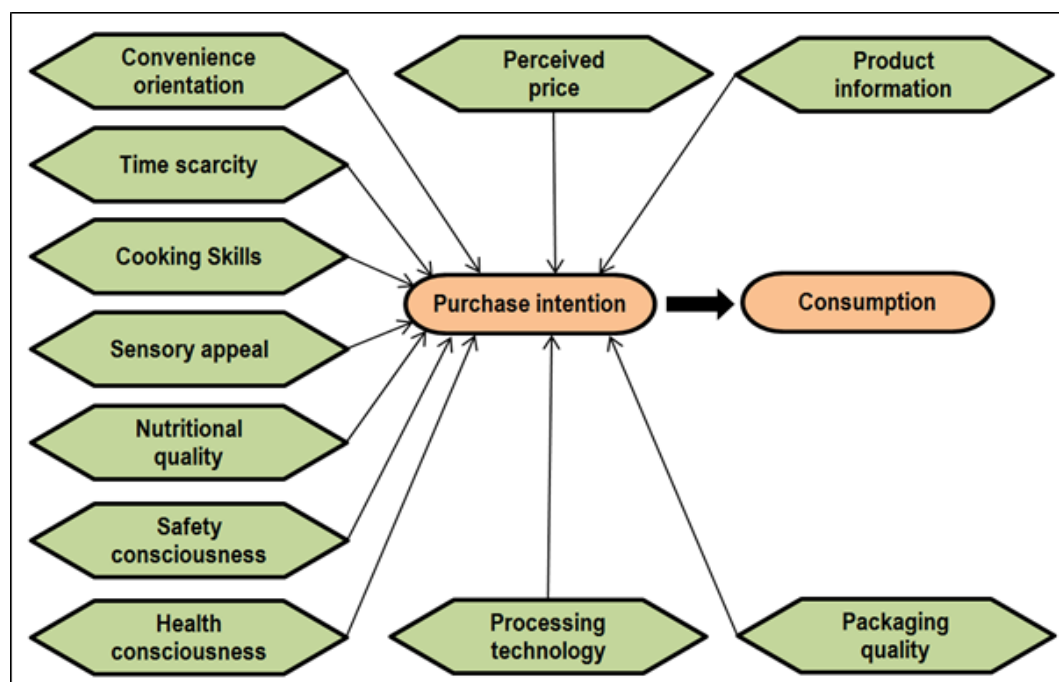 Convenience
orientation
Perceived
price
Product
information
Time scarcity
Cooking Skills
Purchase intention
Consumption
Sensory appeal
Nutritional
quality
Safety
consciousness
Health
consciousness
Processing
technology
Packaging
quality